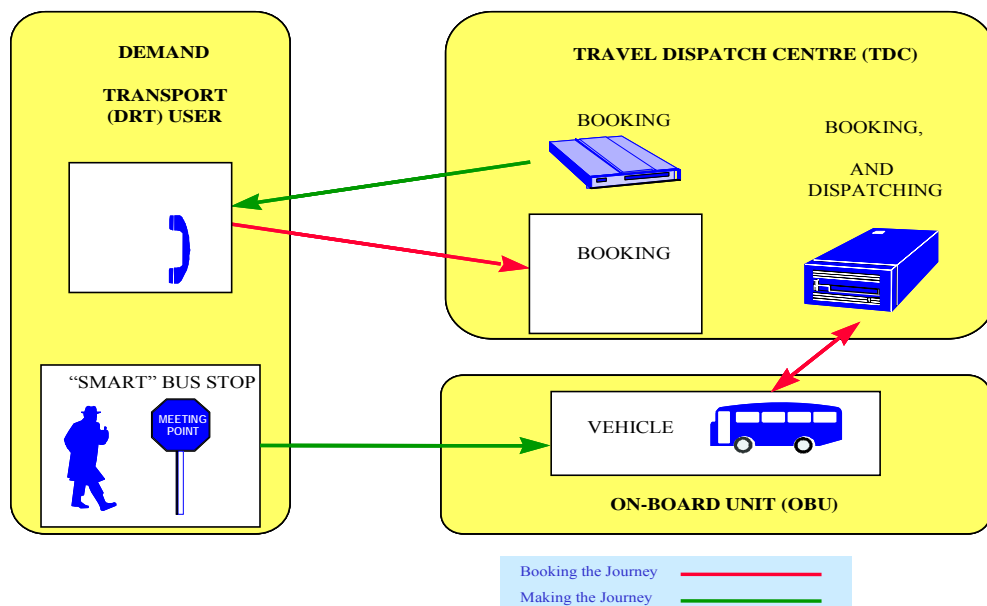 DEMAND
TRANSPORT
(DRT) USER
“SMART” BUS STOP
MEETING
POINT
TRAVEL DISPATCH CENTRE (TDC)
BOOKING
BOOKING,
AND
DISPATCHING
BOOKING
VEHICLE
ON-BOARD UNIT (OBU)
Booking the Journey
Making the Journey